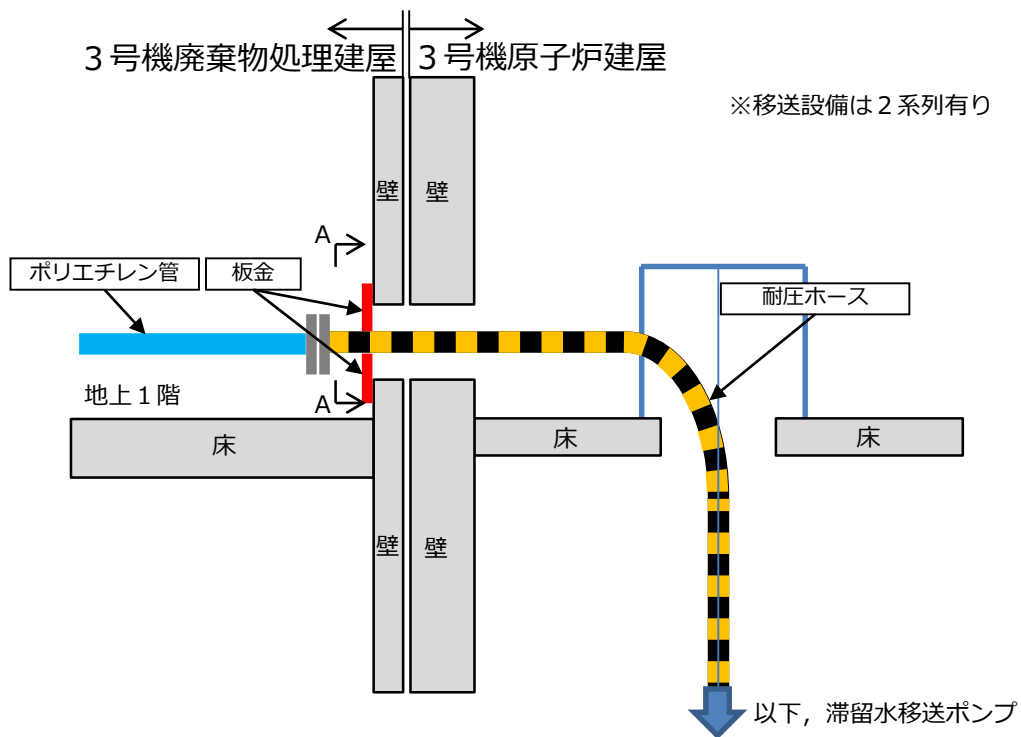 ３号機廃棄物処理建屋
３号機原子炉建屋
※移送設備は２系列有り
壁
壁
A
ポリエチレン管
板金
耐圧ホース
地上１階
A
床
床
床
壁
壁
以下，滞留水移送ポンプ